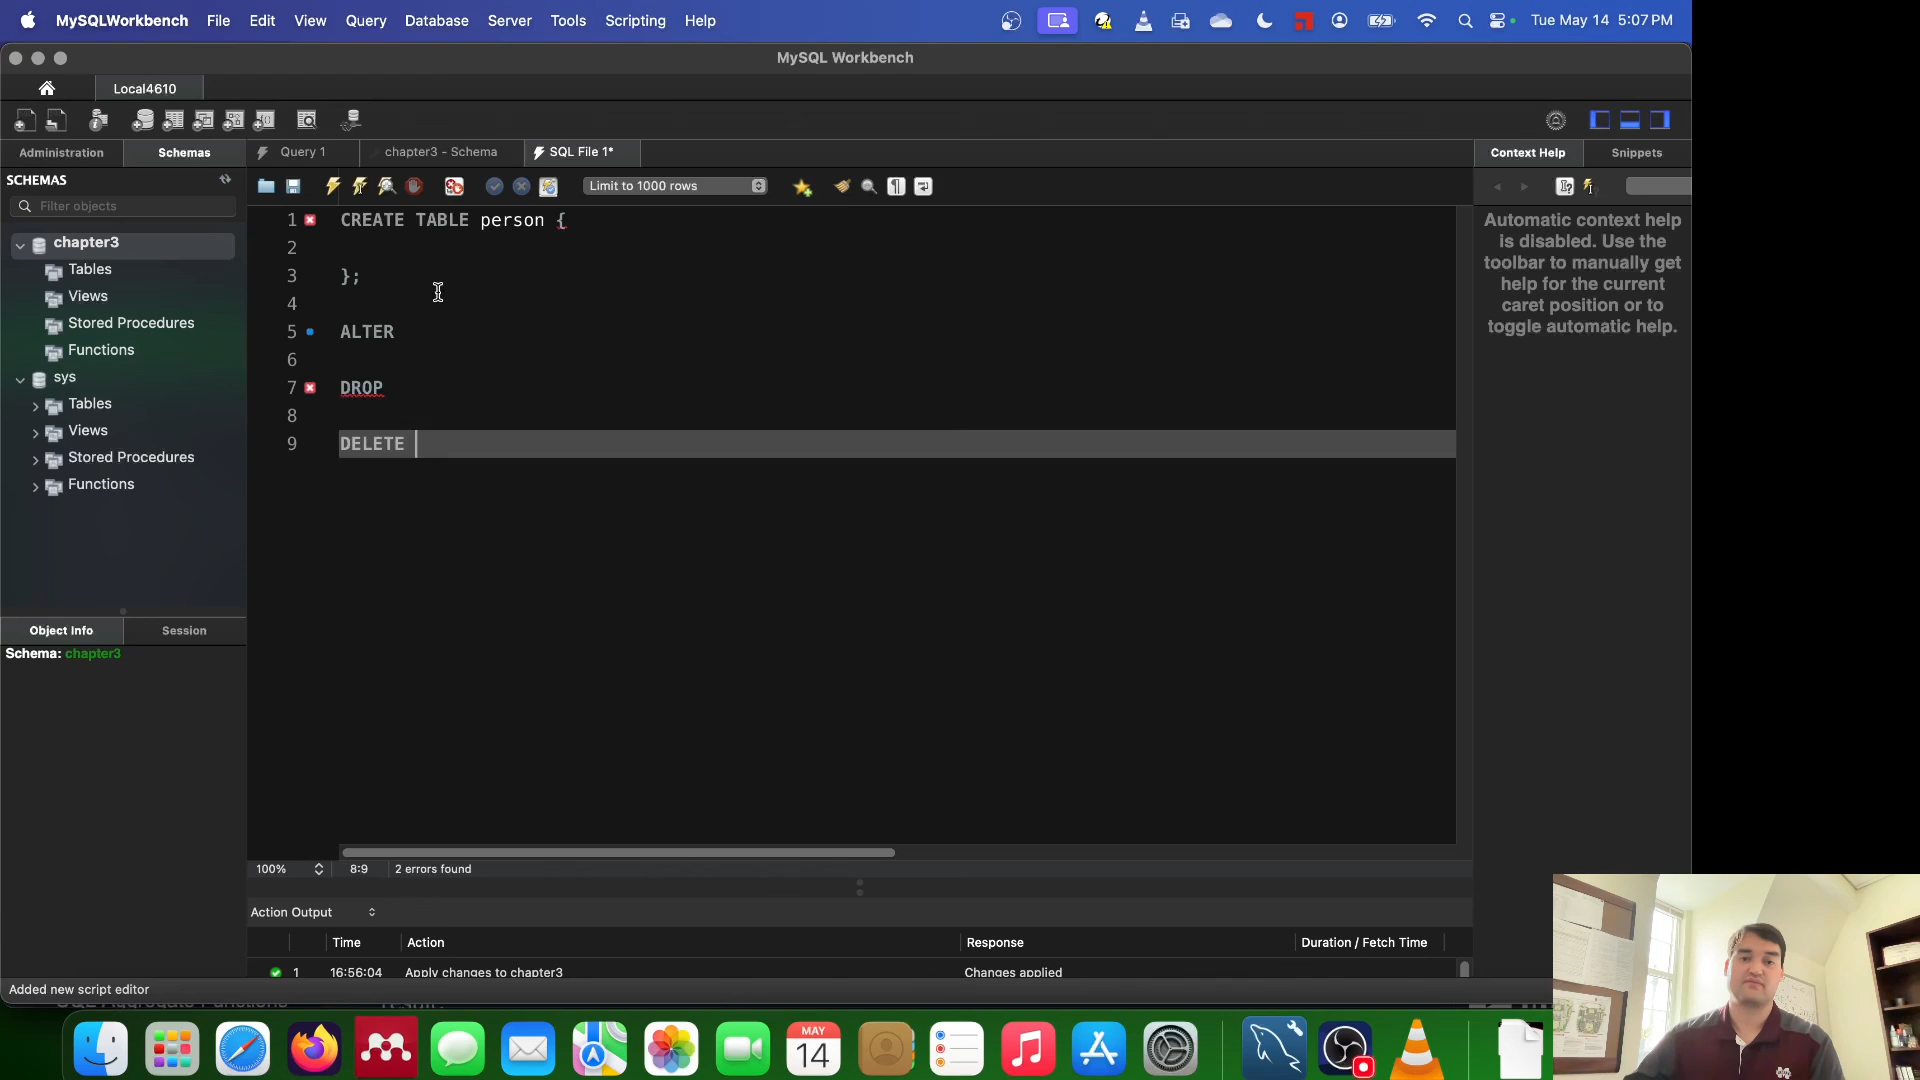 MySQLWorkbench File Edit View Query Database Server Tools Scripting Help Tue May 14 5:07 PM
MySQL Workbench
Local4610
Administration Schemas Query 1 chapter3 - Schema SQL File 1* Context Help Snippets
SCHEMAS
Limit to 1000 rows
Filter objects
chapter3
Tables
Views
Stored Procedures
Functions
sys
Tables
Views
Stored Procedures
Functions
Object Info Session
Schema: chapter3
1 CREATE TABLE person {
2
3 };
4
5 ALTER
6
7 DROP
8
9 DELETE
Automatic context help
is disabled. Use the
toolbar to manually get
help for the current
caret position or to
toggle automatic help.
100% 8:9 2 errors found
Action Output
Time Action Response Duration / Fetch Time
1 16:56:04 Apply changes to chapter3 Changes applied
Added new script editor
MAY
14